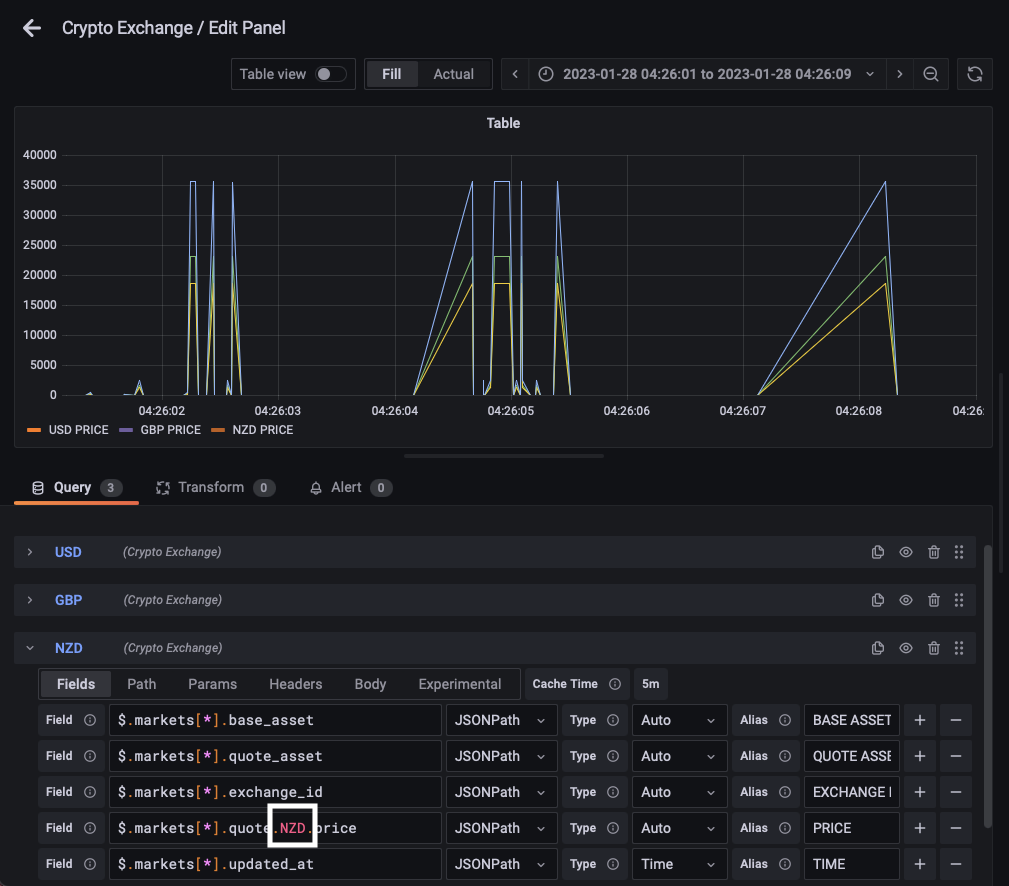 Crypto Exchange / Edit Panel
Table view Fill Actual 2023-01-28 04:26:01 to 2023-01-28 04:26:09
Table
40000
35000
30000
25000
20000
15000
10000
5000
0
04:26:02 04:26:03 04:26:04 04:26:05 04:26:06 04:26:07 04:26:08 04:26:
USD PRICE GBP PRICE NZD PRICE
Query 3 Transform 0 Alert 0
USD (Crypto Exchange)
GBP (Crypto Exchange)
NZD (Crypto Exchange)
Fields Path Params Headers Body Experimental Cache Time 5m
Field $.markets[*].base_asset JSONPath Type Auto Alias BASE ASSET
Field $.markets[*].quote_asset JSONPath Type Auto Alias QUOTE ASSE
Field $.markets[*].exchange_id JSONPath Type Auto Alias EXCHANGE I
Field $.markets[*].quote.NZD.price JSONPath Type Auto Alias PRICE
Field $.markets[*].updated_at JSONPath Type Time Alias TIME